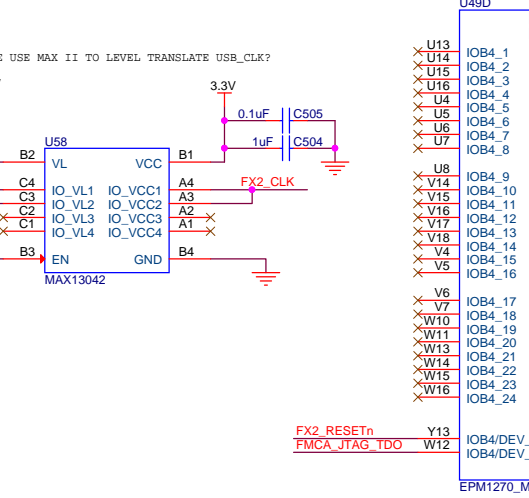 U49D
E USE MAX II TO LEVEL TRANSLATE USB_CLK?
3.3V
0.1uF C505
1uF C504
U58
B2 VL VCC B1
C4 IO_VL1 IO_VCC1 A4 FX2_CLK
C3 IO_VL2 IO_VCC2 A3
C2 IO_VL3 IO_VCC3 A2
C1 IO_VL4 IO_VCC4 A1
B3 EN GND B4
MAX13042
U13 IOB4_1
U14 IOB4_2
U15 IOB4_3
U16 IOB4_4
U4 IOB4_5
U5 IOB4_6
U6 IOB4_7
U7 IOB4_8
U8 IOB4_9
V14 IOB4_10
V15 IOB4_11
V16 IOB4_12
V17 IOB4_13
V18 IOB4_14
V4 IOB4_15
V5 IOB4_16
V6 IOB4_17
V7 IOB4_18
W10 IOB4_19
W11 IOB4_20
W13 IOB4_21
W14 IOB4_22
W15 IOB4_23
W16 IOB4_24
FX2_RESETn Y13 IOB4/DEV_
FMCA_JTAG_TDO W12 IOB4/DEV_
EPM1270_M